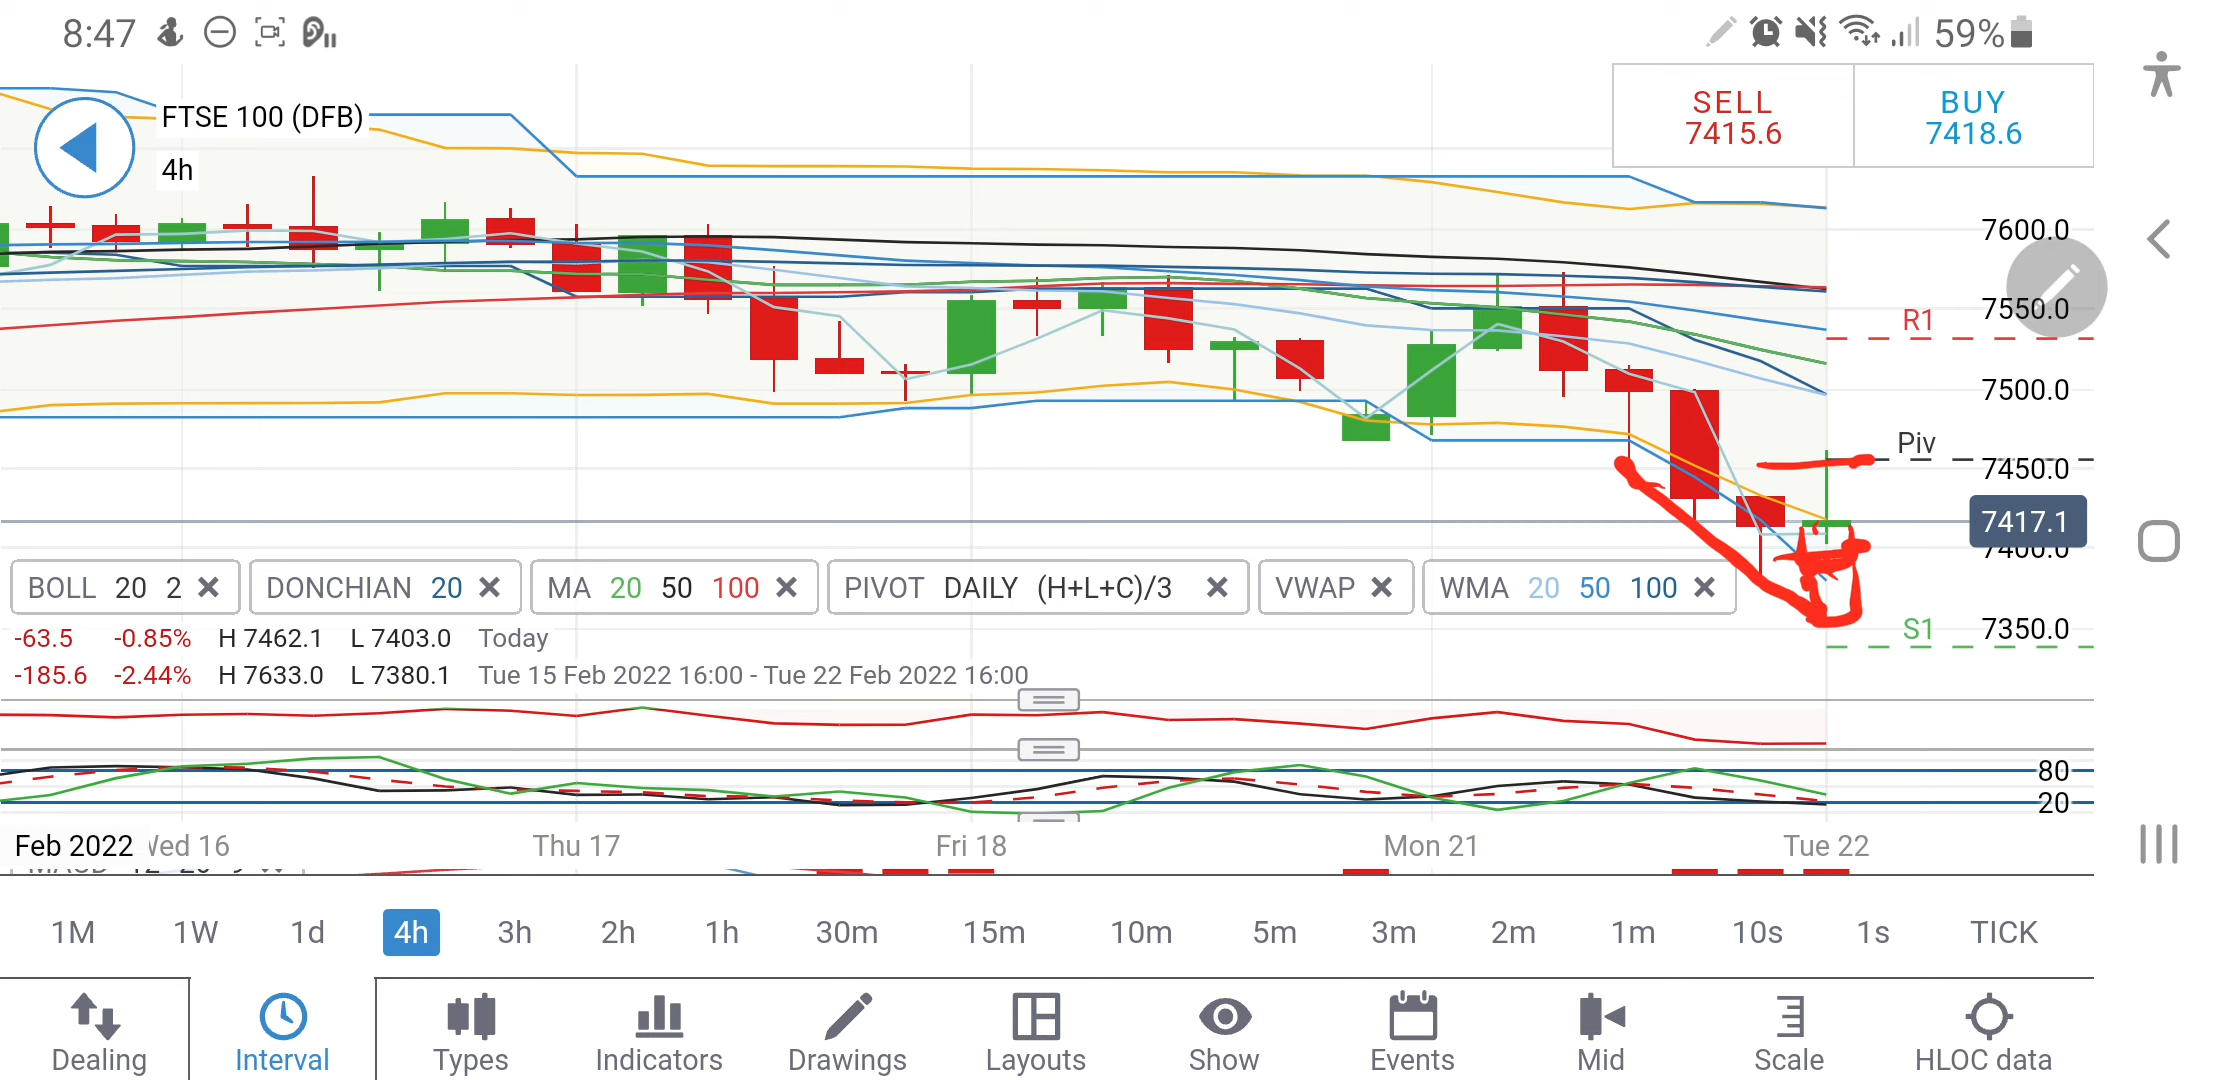 8:47
59%
FTSE 100 (DFB)
4h
SELL
7415.6
BUY
7418.6
7600.0
7550.0
R1
7500.0
Piv
7450.0
7417.1
7400.0
BOLL 20 2
DONCHIAN 20
MA 20 50 100
PIVOT DAILY (H+L+C)/3
VWAP
WMA 20 50 100
S1
7350.0
-63.5 -0.85% H 7462.1 L 7403.0 Today
-185.6 -2.44% H 7633.0 L 7380.1 Tue 15 Feb 2022 16:00 - Tue 22 Feb 2022 16:00
80
20
Feb 2022 Wed 16 Thu 17 Fri 18 Mon 21 Tue 22
1M 1W 1d 4h 3h 2h 1h 30m 15m 10m 5m 3m 2m 1m 10s 1s TICK
Dealing Interval Types Indicators Drawings Layouts Show Events Mid Scale HLOC data